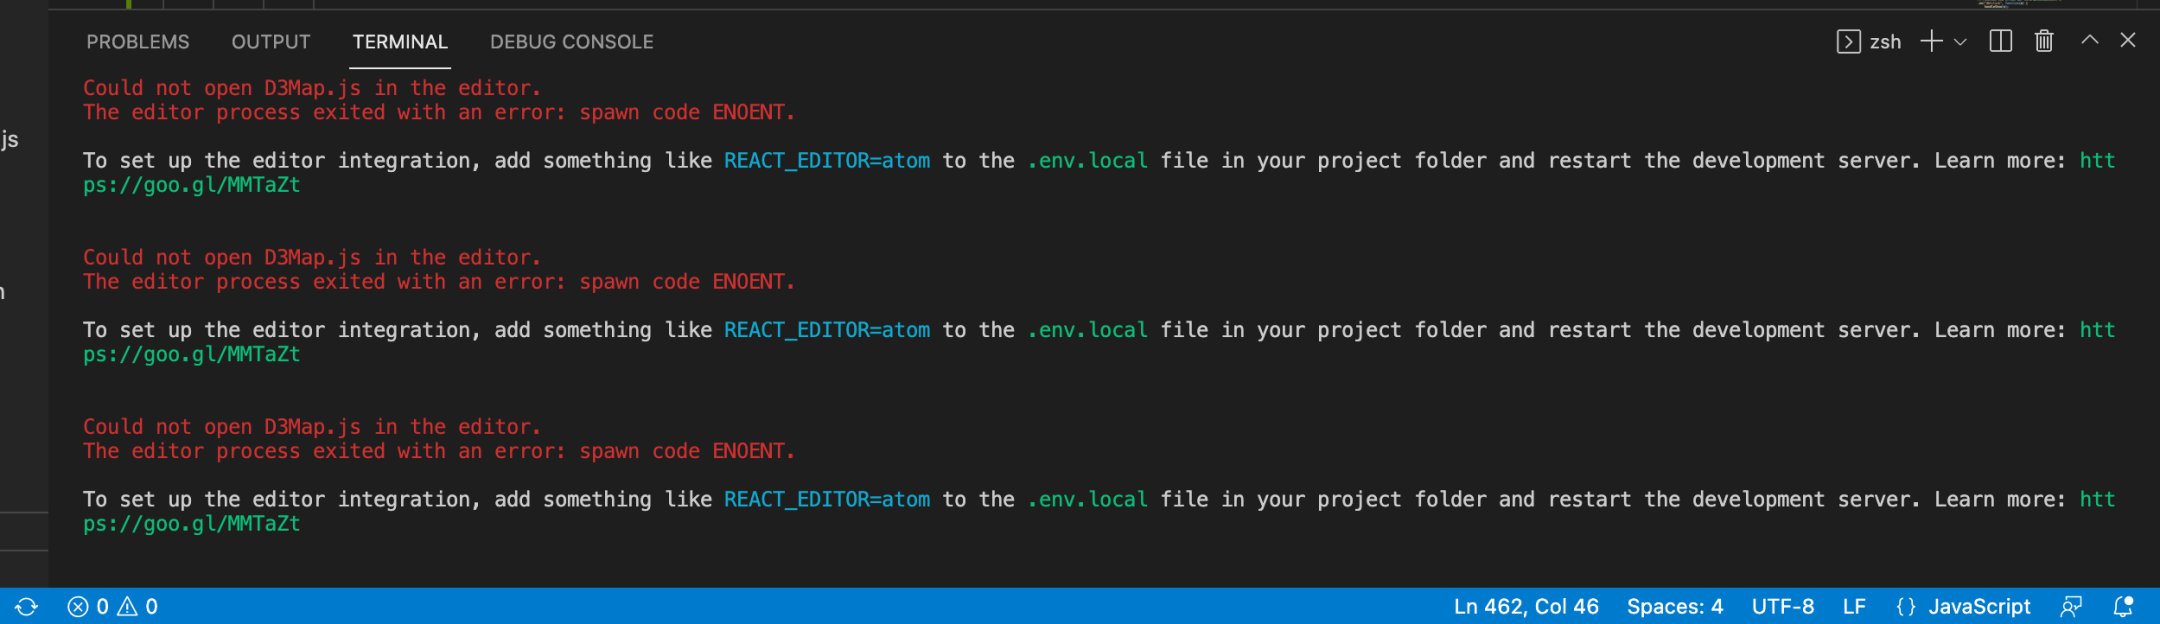 PROBLEMS OUTPUT TERMINAL DEBUG CONSOLE zsh
Could not open D3Map.js in the editor.
The editor process exited with an error: spawn code ENOENT.
js
To set up the editor integration, add something like REACT_EDITOR=atom to the .env.local file in your project folder and restart the development server. Learn more: htt
ps://goo.gl/MMTaZt
Could not open D3Map.js in the editor.
The editor process exited with an error: spawn code ENOENT.
To set up the editor integration, add something like REACT_EDITOR=atom to the .env.local file in your project folder and restart the development server. Learn more: htt
ps://goo.gl/MMTaZt
Could not open D3Map.js in the editor.
The editor process exited with an error: spawn code ENOENT.
To set up the editor integration, add something like REACT_EDITOR=atom to the .env.local file in your project folder and restart the development server. Learn more: htt
ps://goo.gl/MMTaZt
0 0 Ln 462, Col 46 Spaces: 4 UTF-8 LF {} JavaScript